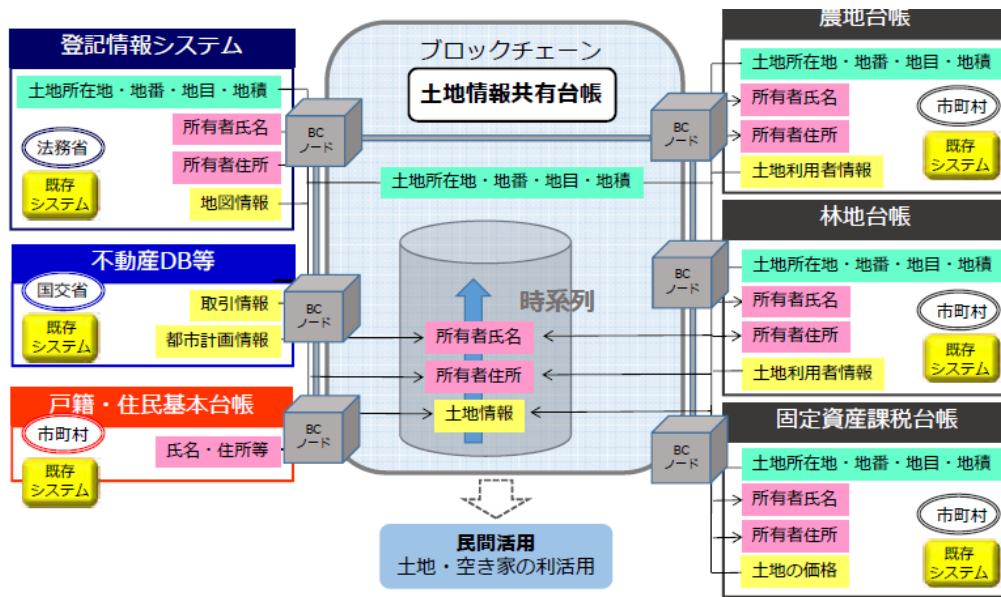 登記情報システム
土地所在地・地番・地目・地積
所有者氏名
法務省
所有者住所
既存
システム
地図情報
BC
ノード
不動産DB等
国交省
取引情報
既存
システム
都市計画情報
BC
ノード
戸籍・住民基本台帳
市町村
氏名・住所等
既存
システム
BC
ノード
ブロックチェーン
土地情報共有台帳
土地所在地・地番・地目・地積
時系列
所有者氏名
所有者住所
土地情報
民間活用
土地・空き家の利活用
農地台帳
土地所在地・地番・地目・地積
所有者氏名
市町村
所有者住所
既存
システム
土地利用者情報
BC
ノード
林地台帳
土地所在地・地番・地目・地積
所有者氏名
市町村
所有者住所
既存
システム
土地利用者情報
BC
ノード
固定資産課税台帳
土地所在地・地番・地目・地積
所有者氏名
市町村
所有者住所
既存
システム
土地の価格
BC
ノード